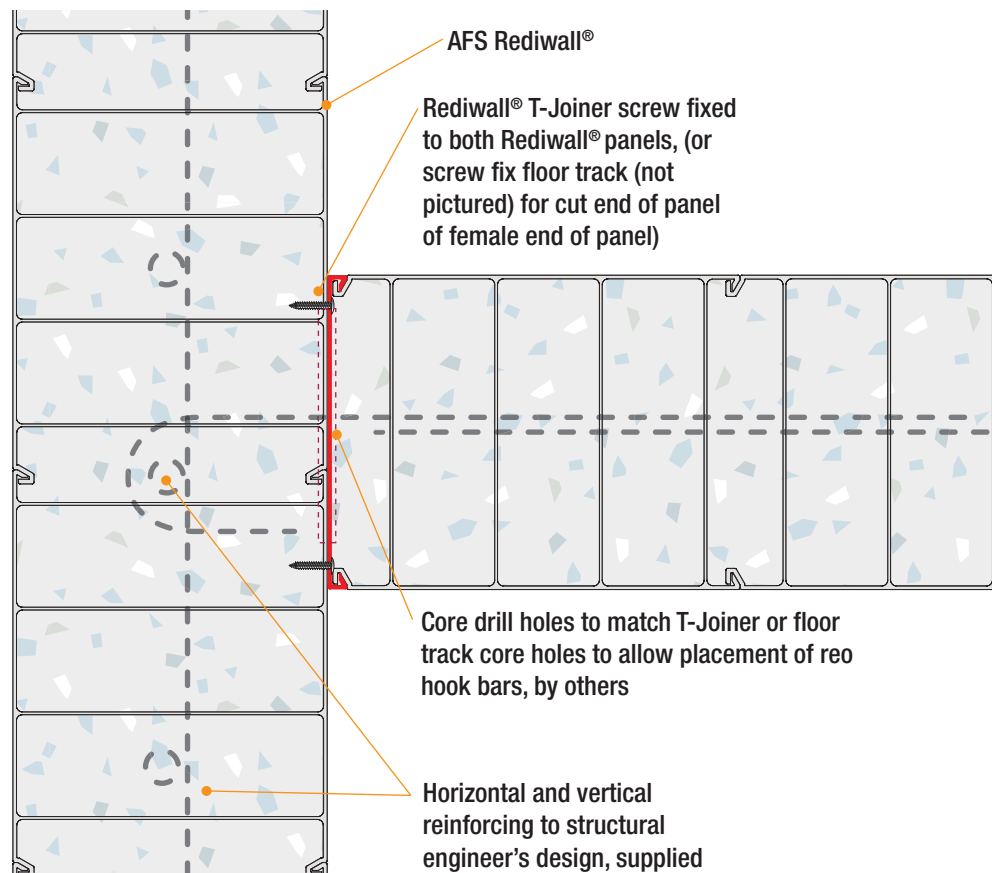 AFS Rediwall®
Rediwall® T-Joiner screw fixed
to both Rediwall® panels, (or
screw fix floor track (not
pictured) for cut end of panel
of female end of panel)
Core drill holes to match T-Joiner or floor
track core holes to allow placement of reo
hook bars, by others
Horizontal and vertical
reinforcing to structural
engineer’s design, supplied